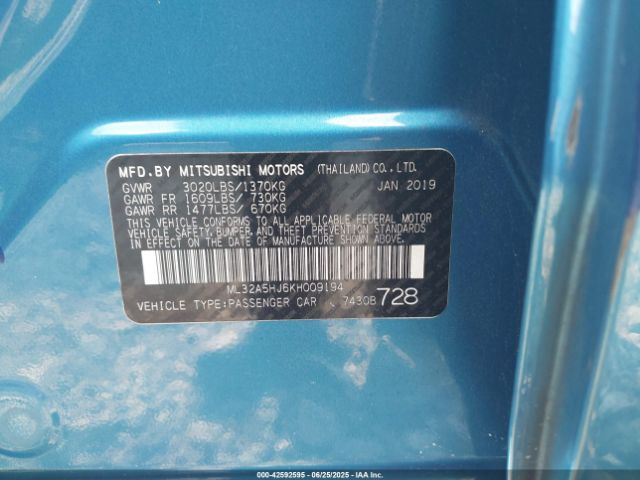 MFD.BY MITSUBISHI MOTORS (THAILAND) CO., LTD.
GVWR 3020LBS/1370KG JAN 2019
GAWR FR 1609LBS/ 730KG
GAWR RR 1477LBS/ 670KG
THIS VEHICLE CONFORMS TO ALL APPLICABLE FEDERAL MOTOR
VEHICLE SAFETY, BUMPER, AND THEFT PREVENTION
STANDARDS IN EFFECT ON THE DATE OF MANUFACTURE SHOWN ABOVE.
ML32A5HJ6KH009194
VEHICLE TYPE:PASSENGER CAR 7430B 728
000-42592595 - 06/25/2025 - IAAI.COM